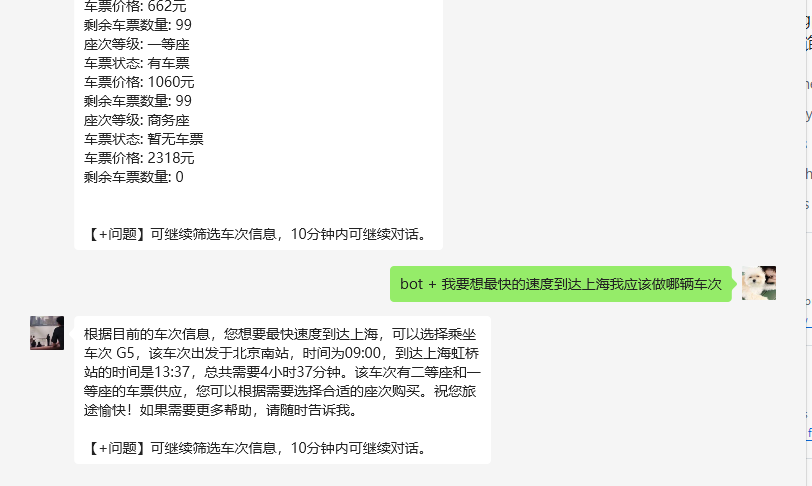 车票价格: 662元
剩余车票数量: 99
座次等级: 一等座
车票状态: 有车票
车票价格: 1060元
剩余车票数量: 99
座次等级: 商务座
车票状态: 暂无车票
车票价格: 2318元
剩余车票数量: 0
【+问题】可继续筛选车次信息，10分钟内可继续对话。
bot + 我要想最快的速度到达上海我应该做哪辆车次
根据目前的车次信息，您想要最快速度到达上海，可以选择乘坐
车次 G5，该车次出发于北京南站，时间为09:00，到达上海虹桥
站的时间是13:37，总共需要4小时37分钟。该车次有二等座和一
等座的车票供应，您可以根据需要选择合适的座次购买。祝您旅
途愉快！如果需要更多帮助，请随时告诉我。
【+问题】可继续筛选车次信息，10分钟内可继续对话。